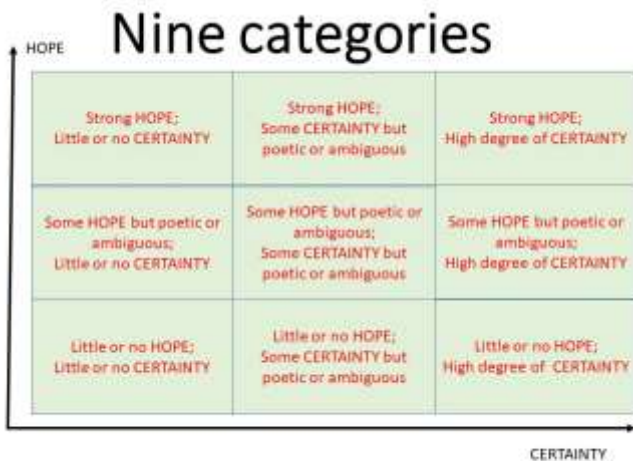 Nine categories
HOPE
Strong HOPE;
Little or no CERTAINTY
Strong HOPE;
Some CERTAINTY but
poetic or ambiguous
Strong HOPE;
High degree of CERTAINTY
Some HOPE but poetic or
ambiguous;
Little or no CERTAINTY
Some HOPE but poetic or
ambiguous;
Some CERTAINTY but
poetic or ambiguous
Some HOPE but poetic or
ambiguous;
High degree of CERTAINTY
Little or no HOPE;
Little or no CERTAINTY
Little or no HOPE;
Some CERTAINTY but
poetic or ambiguous
Little or no HOPE;
High degree of CERTAINTY
CERTAINTY